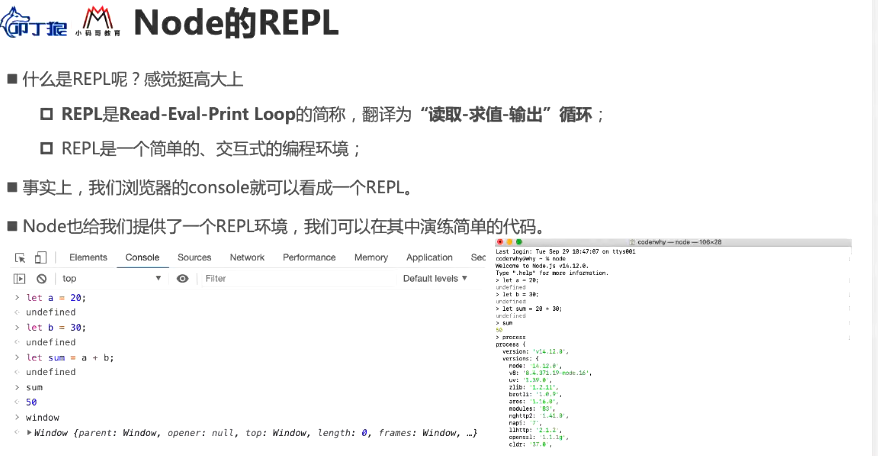 叩丁狼
小码哥教育
Node的REPL
■ 什么是REPL呢？感觉挺高大上
REPL是Read-Eval-Print Loop的简称，翻译为“读取-求值-输出”循环；
REPL是一个简单的、交互式的编程环境；
■ 事实上，我们浏览器的console就可以看成一个REPL。
■ Node也给我们提供了一个REPL环境，我们可以在其中演练简单的代码。
Elements Console Sources Network Performance Memory Application Sec
top Filter Default levels ▼
> let a = 20;
< undefined
> let b = 30;
< undefined
> let sum = a + b;
< undefined
> sum
< 50
> window
< ▶Window {parent: Window, opener: null, top: Window, length: 0, frames: Window, …}
coderwhy — node — 106×28
Last login: Tue Sep 29 10:47:07 on ttys001
coderwhy@why ~ % node
Welcome to Node.js v14.12.0.
Type ".help" for more information.
> let a = 20;
undefined
> let b = 30;
undefined
> let sum = 20 + 30;
undefined
> sum
50
> process
process {
version: 'v14.12.0',
versions: {
node: '14.12.0',
v8: '8.4.371.19-node.16',
uv: '1.39.0',
zlib: '1.2.11',
brotli: '1.0.9',
ares: '1.16.0',
modules: '83',
nghttp2: '1.41.0',
napi: '7',
llhttp: '2.1.2',
openssl: '1.1.1g',
cldr: '37.0',